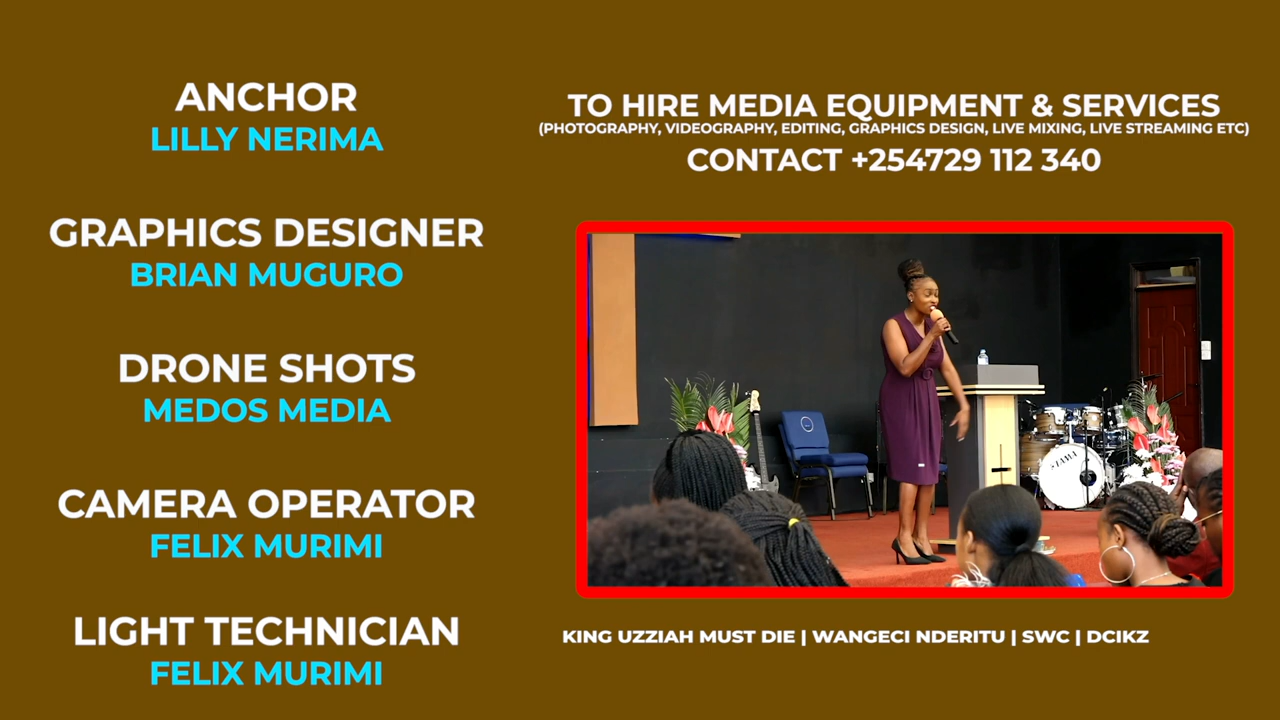 ANCHOR
LILLY NERIMA
GRAPHICS DESIGNER
BRIAN MUGURO
DRONE SHOTS
MEDOS MEDIA
CAMERA OPERATOR
FELIX MURIMI
LIGHT TECHNICIAN
FELIX MURIMI
TO HIRE MEDIA EQUIPMENT & SERVICES
(PHOTOGRAPHY, VIDEOGRAPHY, EDITING, GRAPHICS DESIGN, LIVE MIXING, LIVE STREAMING ETC)
CONTACT +254729 112 340
TAMA
KING UZZIAH MUST DIE | WANGECI NDERITU | SWC | DCIKZ